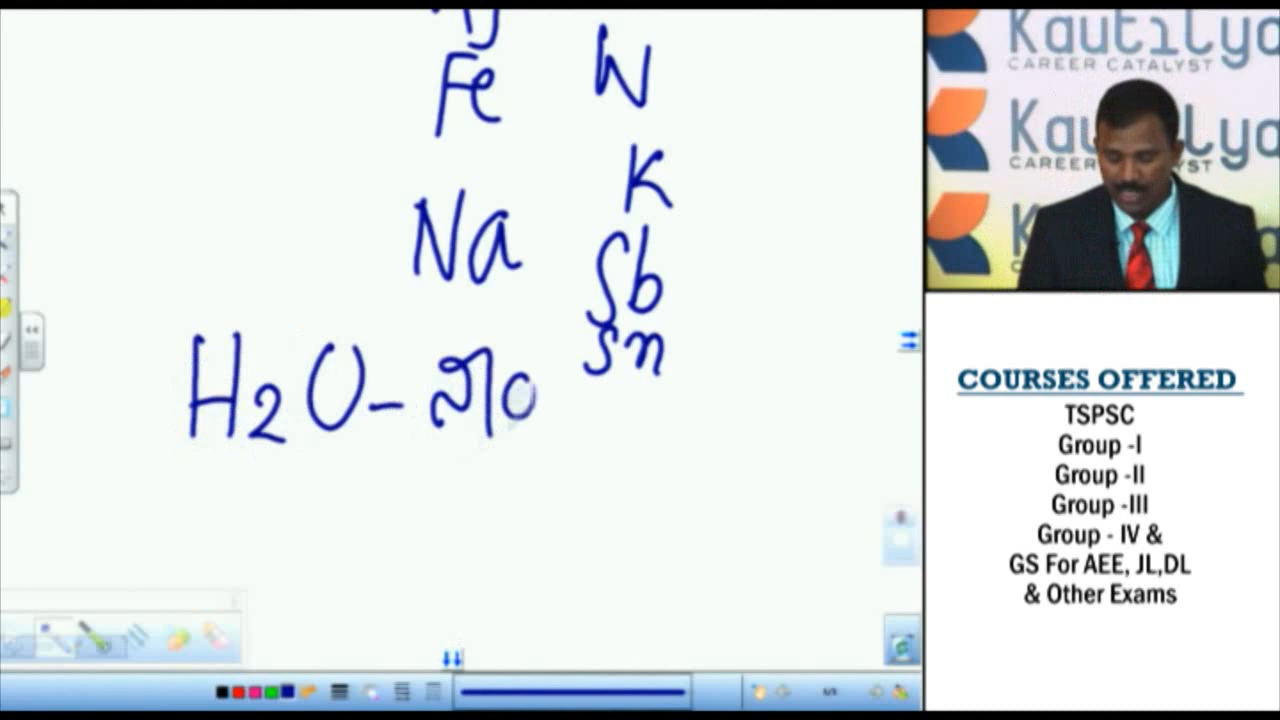 Fe
W
K
Na
Sb
Sn
H2O-
Kautilya
CAREER CATALYST
Kautilya
CAREER CATALYST
COURSES OFFERED
TSPSC
Group -I
Group -II
Group -III
Group - IV &
GS For AEE, JL,DL
& Other Exams